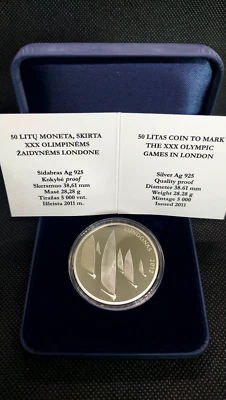 50 LITŲ MONETA, SKIRTA
XXX OLIMPINĖMS
ŽAIDYNĖMS LONDONE
Sidabras Ag 925
Kokybė proof
Skersmuo 38,61 mm
Masė 28,28 g
Tiražas 5 000 vnt.
Išleista 2011 m.
50 LITAS COIN TO MARK
THE XXX OLYMPIC
GAMES IN LONDON
Silver Ag 925
Quality proof
Diameter 38.61 mm
Weight 28.28 g
Mintage 5 000
Issued 2011
LONDONAS 2012